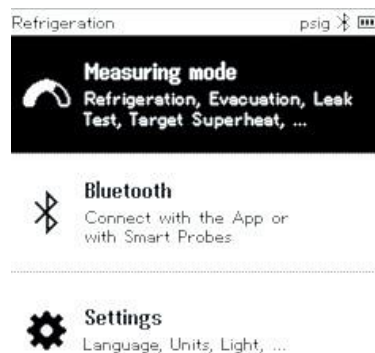 Refrigeration psig
Measuring mode
Refrigeration, Evacuation, Leak
Test, Target Superheat, ...
Bluetooth
Connect with the App or
with Smart Probes
Settings
Language, Units, Light, ...